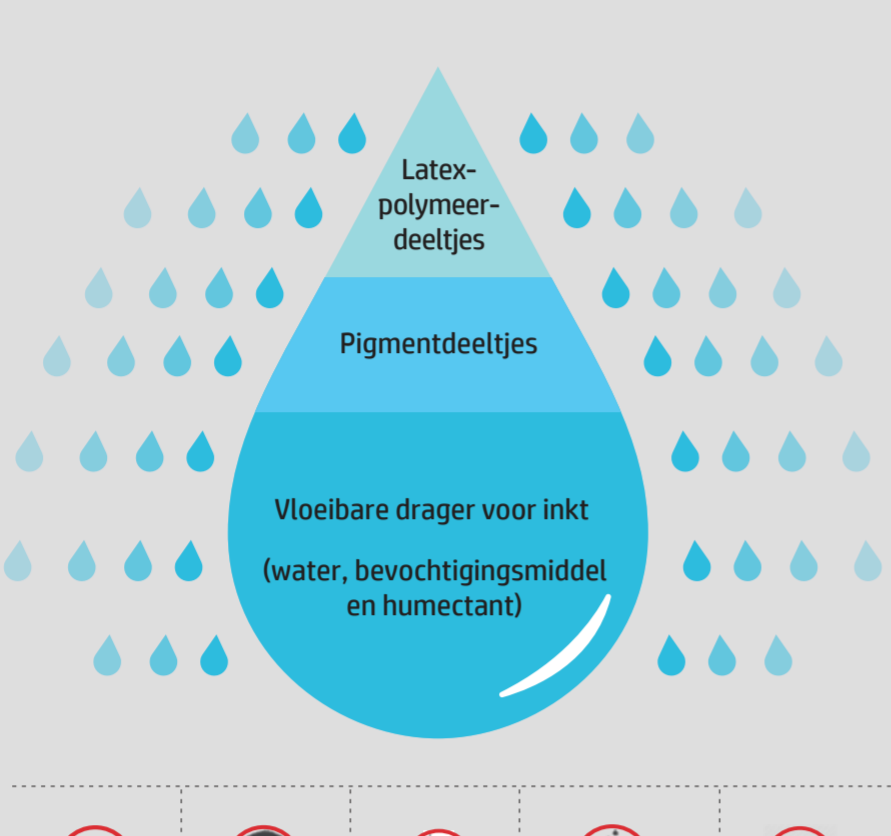 Latex-
polymeer-
deeltjes
Pigmentdeeltjes
Vloeibare drager voor inkt
(water, bevochtigingsmiddel
en humectant)